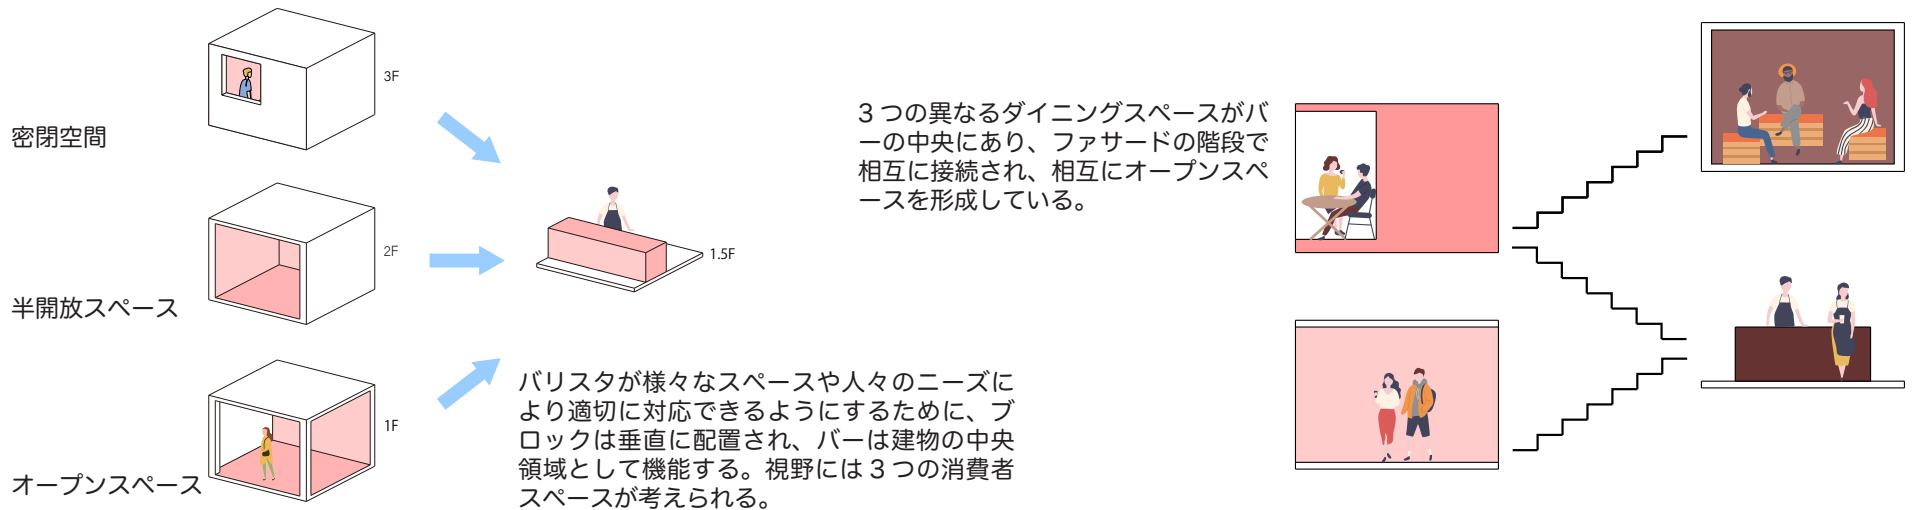 3F
密閉空間
2F
半開放スペース
1F
オープンスペース
1.5F
バリスタが様々なスペースや人々のニーズに
より適切に対応できるようにするために、ブ
ロックは垂直に配置され、バーは建物の中央
領域として機能する。視野には３つの消費者
スペースが考えられる。
３つの異なるダイニングスペースがバ
ーの中央にあり、ファサードの階段で
相互に接続され、相互にオープンスペ
ースを形成している。